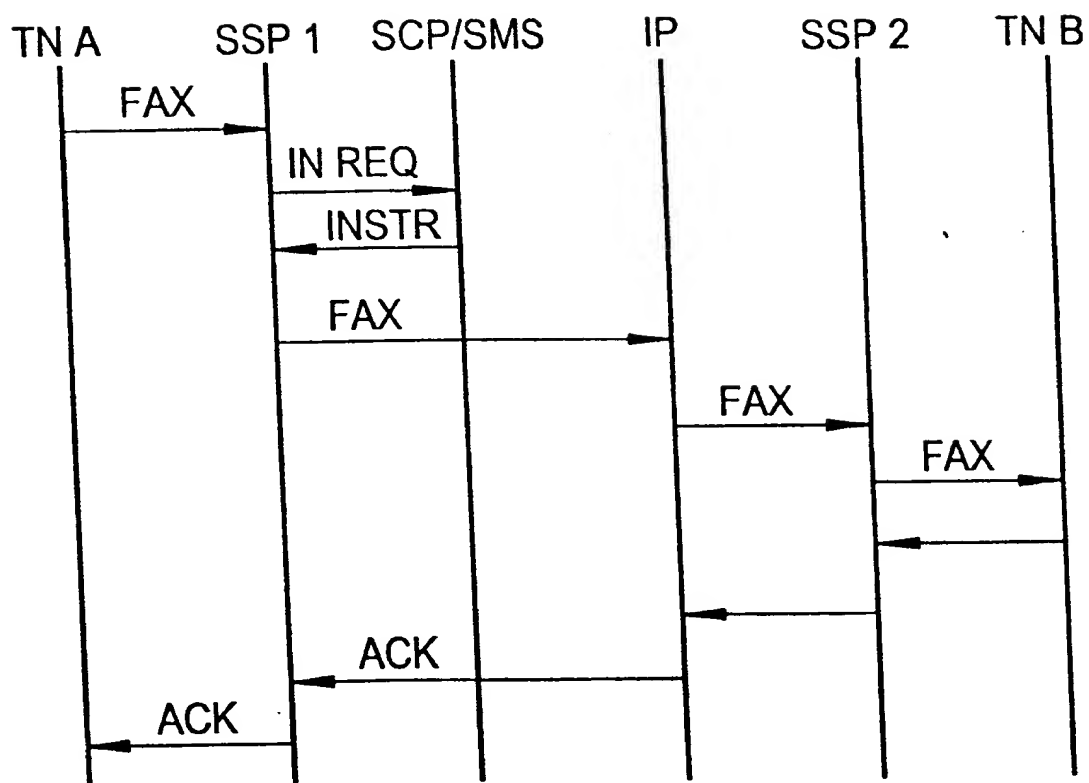 TN A SSP 1 SCP/SMS IP SSP 2 TN B
FAX
IN REQ
INSTR
FAX
FAX
FAX
ACK
ACK